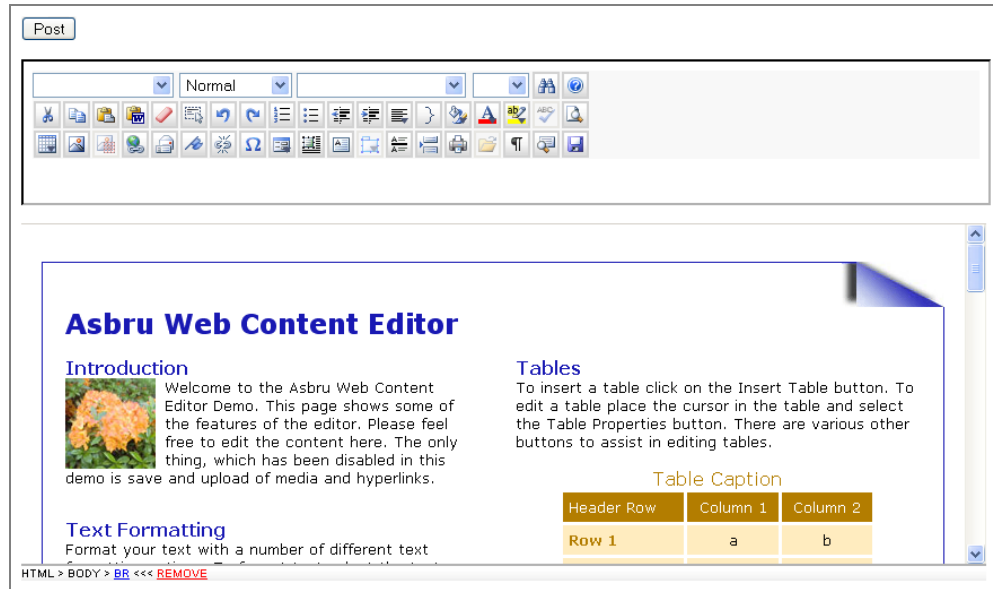 Post
Normal
Asbru Web Content Editor
Introduction
Welcome to the Asbru Web Content
Editor Demo. This page shows some of
the features of the editor. Please feel
free to edit the content here. The only
thing, which has been disabled in this
demo is save and upload of media and hyperlinks.
Text Formatting
Format your text with a number of different text
Tables
To insert a table click on the Insert Table button. To
edit a table place the cursor in the table and select
the Table Properties button. There are various other
buttons to assist in editing tables.
Table Caption
Header Row Column 1 Column 2
Row 1 a b
HTML > BODY > BR <<< REMOVE